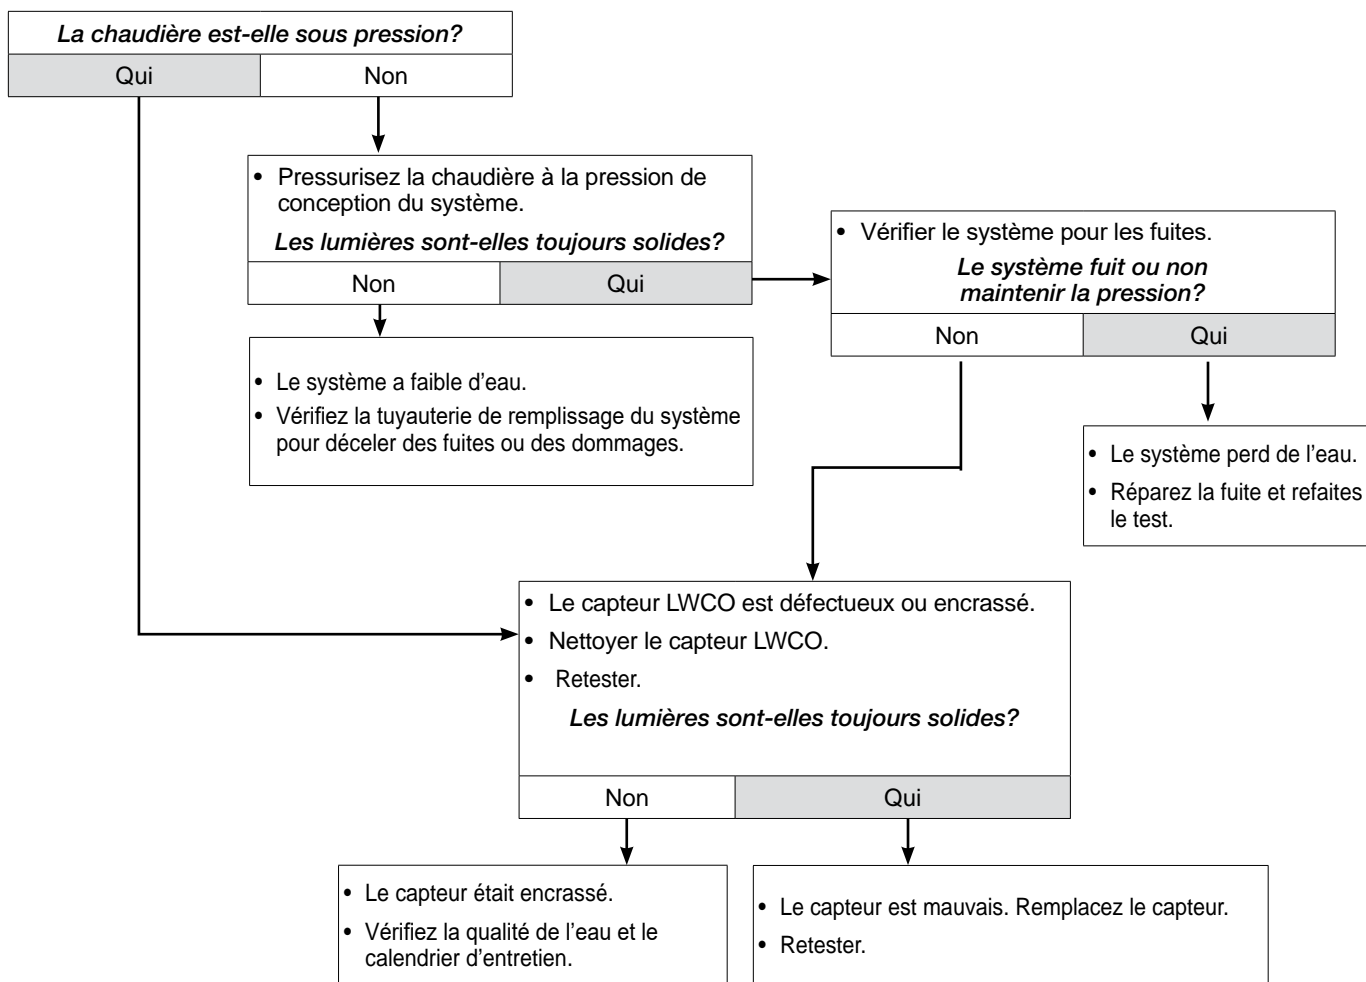 La chaudière est-elle sous pression?
Qui Non
• Pressurisez la chaudière à la pression de
conception du système.
Les lumières sont-elles toujours solides?
Non Qui
• Vérifier le système pour les fuites.
Le système fuit ou non
maintenir la pression?
Non Qui
• Le système a faible d'eau.
• Vérifiez la tuyauterie de remplissage du système
pour déceler des fuites ou des dommages.
• Le système perd de l'eau.
• Réparez la fuite et refaites
le test.
• Le capteur LWCO est défectueux ou encrassé.
• Nettoyer le capteur LWCO.
• Retester.
Les lumières sont-elles toujours solides?
Non Qui
• Le capteur était encrassé.
• Vérifiez la qualité de l'eau et le
calendrier d'entretien.
• Le capteur est mauvais. Remplacez le capteur.
• Retester.